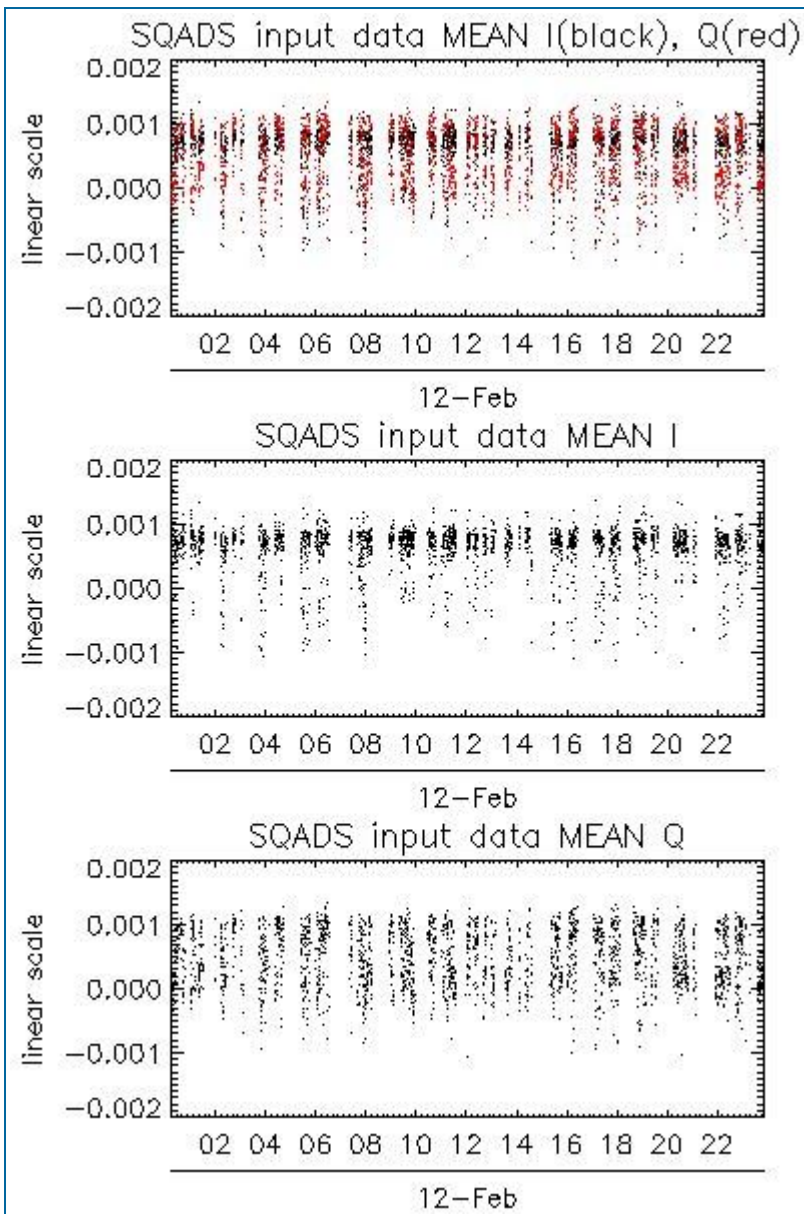 SQADS input data MEAN I(black), Q(red)
linear scale
0.002
0.001
0.000
−0.001
−0.002
02 04 06 08 10 12 14 16 18 20 22
12-Feb
SQADS input data MEAN I
linear scale
0.002
0.001
0.000
−0.001
−0.002
02 04 06 08 10 12 14 16 18 20 22
12-Feb
SQADS input data MEAN Q
linear scale
0.002
0.001
0.000
−0.001
−0.002
02 04 06 08 10 12 14 16 18 20 22
12-Feb